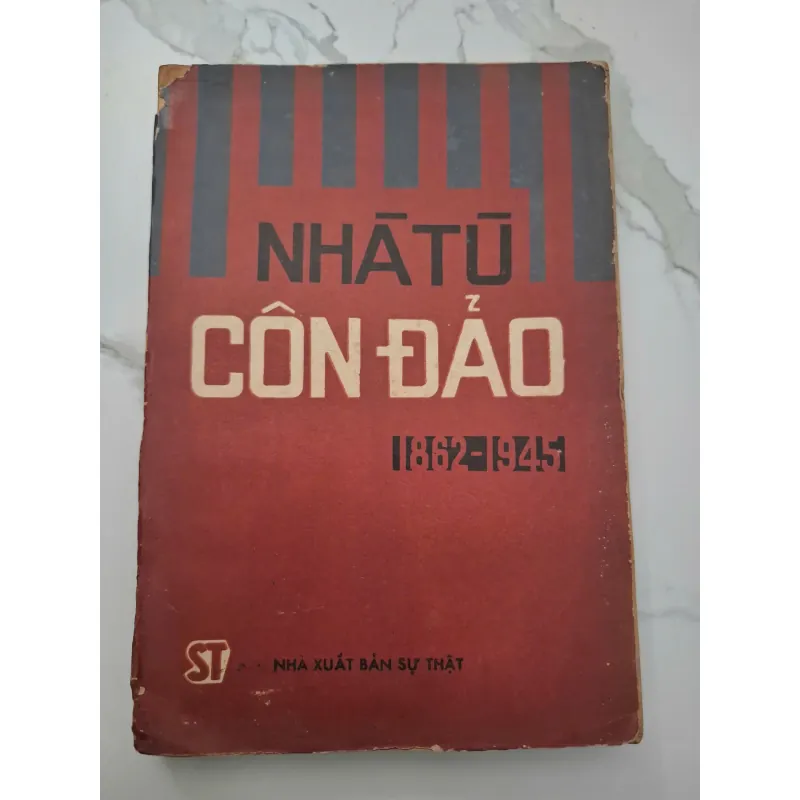 NHÀ TÙ
CÔN ĐẢO
1862-1945
ST NHÀ XUẤT BẢN SỰ THẬT